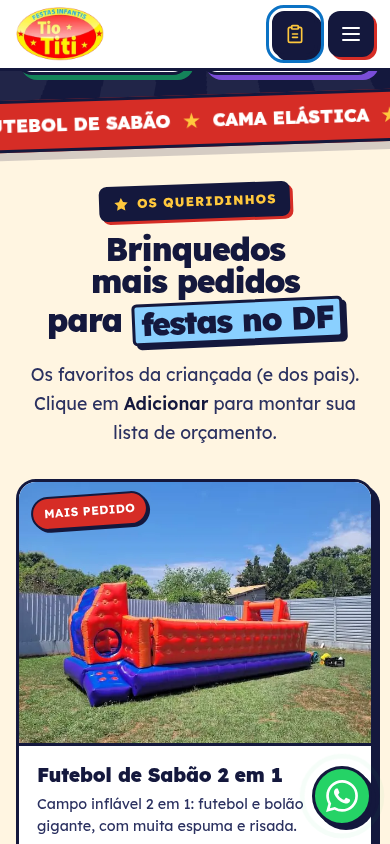 FESTAS INFANTIS
Tio
Titi
UTEBOL DE SABÃO ★ CAMA ELÁSTICA ★
★ OS QUERIDINHOS
Brinquedos
mais pedidos
para festas no DF
Os favoritos da criançada (e dos pais).
Clique em Adicionar para montar sua
lista de orçamento.
MAIS PEDIDO
Futebol de Sabão 2 em 1
Campo inflável 2 em 1: futebol e bolão
gigante, com muita espuma e risada.